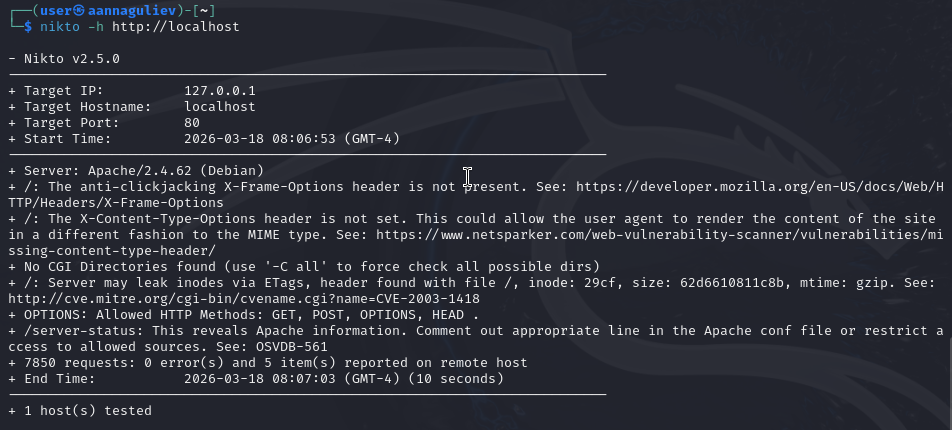 ┌──(user㉿aannaguliev)-[~]
└─$ nikto -h http://localhost
- Nikto v2.5.0
+ Target IP:          127.0.0.1
+ Target Hostname:    localhost
+ Target Port:        80
+ Start Time:         2026-03-18 08:06:53 (GMT-4)
+ Server: Apache/2.4.62 (Debian)
+ /: The anti-clickjacking X-Frame-Options header is not present. See: https://developer.mozilla.org/en-US/docs/Web/H
TTP/Headers/X-Frame-Options
+ /: The X-Content-Type-Options header is not set. This could allow the user agent to render the content of the site
in a different fashion to the MIME type. See: https://www.netsparker.com/web-vulnerability-scanner/vulnerabilities/mi
ssing-content-type-header/
+ No CGI Directories found (use '-C all' to force check all possible dirs)
+ /: Server may leak inodes via ETags, header found with file /, inode: 29cf, size: 62d6610811c8b, mtime: gzip. See:
http://cve.mitre.org/cgi-bin/cvename.cgi?name=CVE-2003-1418
+ OPTIONS: Allowed HTTP Methods: GET, POST, OPTIONS, HEAD .
+ /server-status: This reveals Apache information. Comment out appropriate line in the Apache conf file or restrict a
ccess to allowed sources. See: OSVDB-561
+ 7850 requests: 0 error(s) and 5 item(s) reported on remote host
+ End Time:           2026-03-18 08:07:03 (GMT-4) (10 seconds)
+ 1 host(s) tested